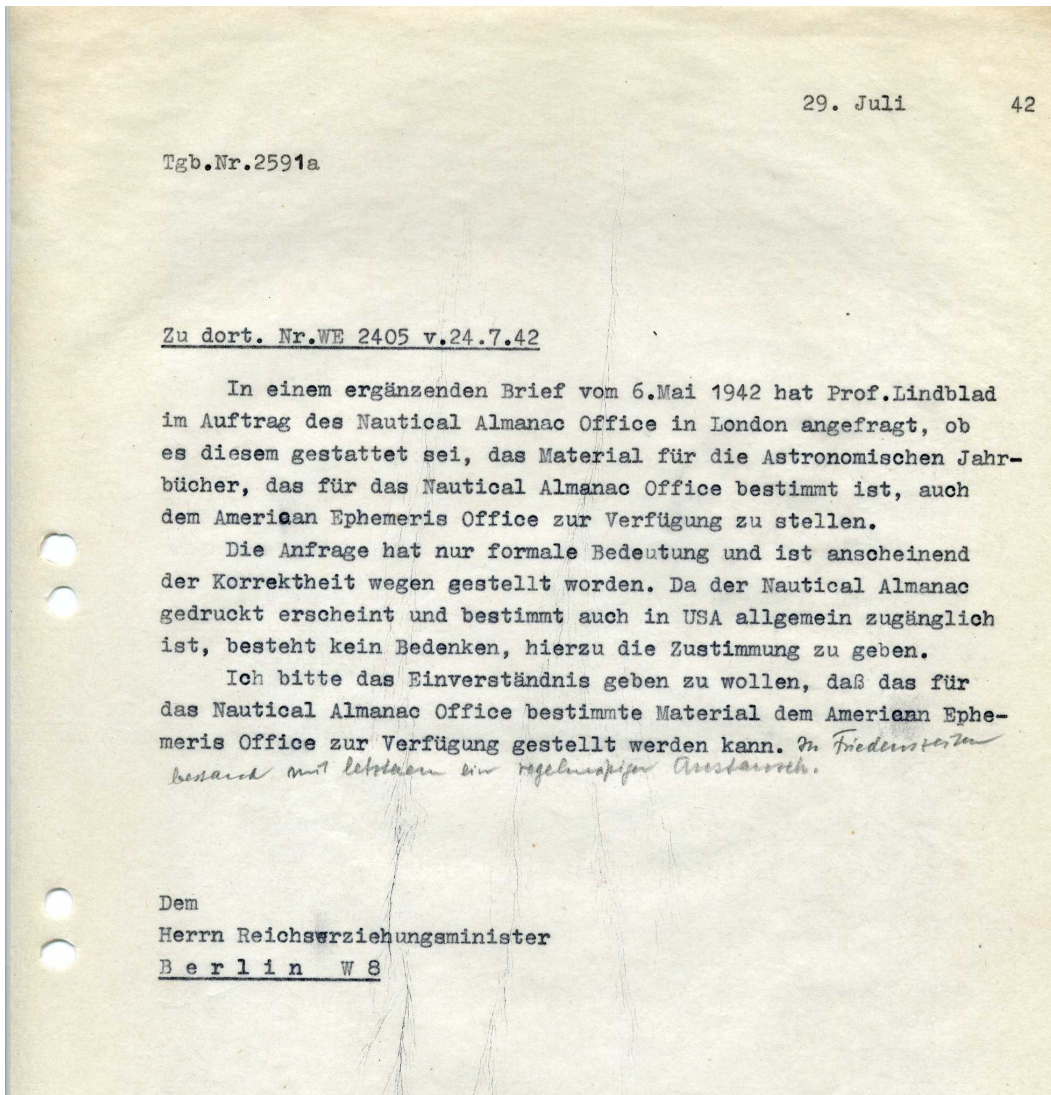 29. Juli 42
Tgb.Nr.2591a
Zu dort. Nr.WE 2405 v.24.7.42
In einem ergänzenden Brief vom 6.Mai 1942 hat Prof.Lindblad
im Auftrag des Nautical Almanac Office in London angefragt, ob
es diesem gestattet sei, das Material für die Astronomischen Jahr-
bücher, das für das Nautical Almanac Office bestimmt ist, auch
dem American Ephemeris Office zur Verfügung zu stellen.
Die Anfrage hat nur formale Bedeutung und ist anscheinend
der Korrektheit wegen gestellt worden. Da der Nautical Almanac
gedruckt erscheint und bestimmt auch in USA allgemein zugänglich
ist, besteht kein Bedenken, hierzu die Zustimmung zu geben.
Ich bitte das Einverständnis geben zu wollen, daß das für
das Nautical Almanac Office bestimmte Material dem American Ephe-
meris Office zur Verfügung gestellt werden kann. In Friedenszeiten
bestand mit letzterem ein regelmäßiger Austausch.
Dem
Herrn Reichserziehungsminister
Berlin W 8